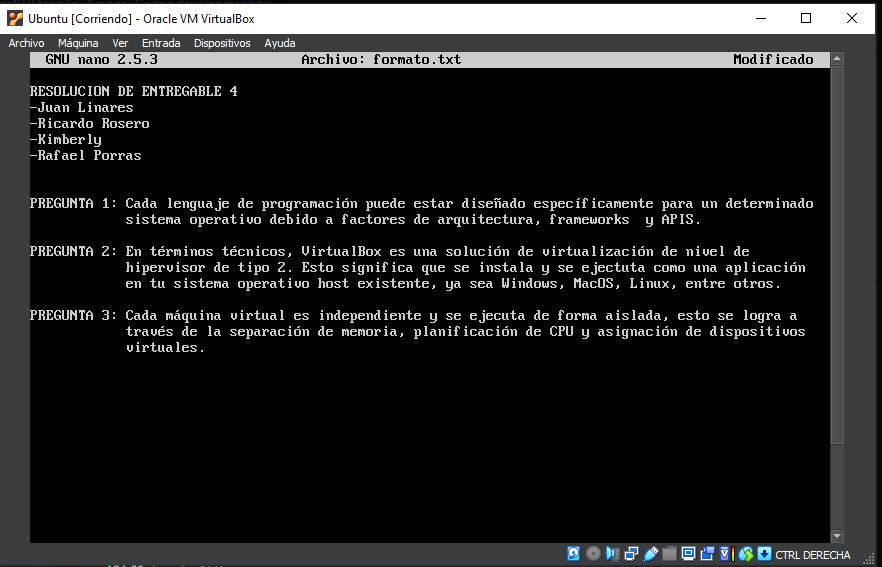 Ubuntu [Corriendo] - Oracle VM VirtualBox
Archivo Máquina Ver Entrada Dispositivos Ayuda
GNU nano 2.5.3 Archivo: formato.txt Modificado
RESOLUCION DE ENTREGABLE 4
-Juan Linares
-Ricardo Rosero
-Kimberly
-Rafael Porras
PREGUNTA 1: Cada lenguaje de programación puede estar diseñado específicamente para un determinado
sistema operativo debido a factores de arquitectura, frameworks y APIS.
PREGUNTA 2: En términos técnicos, VirtualBox es una solución de virtualización de nivel de
hipervisor de tipo 2. Esto significa que se instala y se ejectuta como una aplicación
en tu sistema operativo host existente, ya sea Windows, MacOS, Linux, entre otros.
PREGUNTA 3: Cada máquina virtual es independiente y se ejecuta de forma aislada, esto se logra a
través de la separación de memoria, planificación de CPU y asignación de dispositivos
virtuales.
CTRL DERECHA